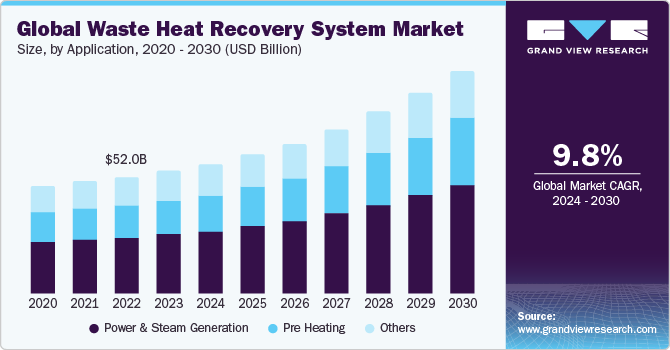 Global Waste Heat Recovery System Market
Size, by Application, 2020 - 2030 (USD Billion)
$52.0B
2020 2021 2022 2023 2024 2025 2026 2027 2028 2029 2030
Power & Steam Generation Pre Heating Others
GRAND VIEW RESEARCH
9.8%
Global Market CAGR,
2024 - 2030
Source:
www.grandviewresearch.com